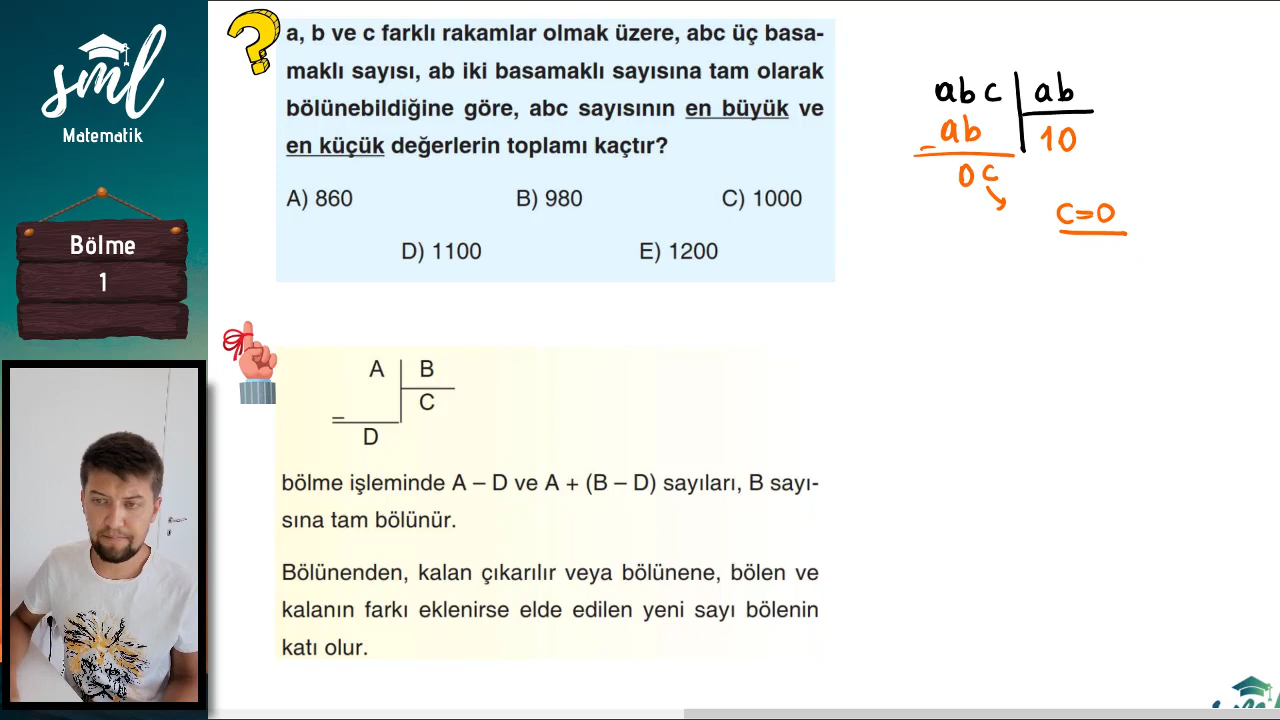 sml
Matematik
Bölme
1
a, b ve c farklı rakamlar olmak üzere, abc üç basa-
maklı sayısı, ab iki basamaklı sayısına tam olarak
bölünebildiğine göre, abc sayısının en büyük ve
en küçük değerlerin toplamı kaçtır?
A) 860 B) 980 C) 1000
D) 1100 E) 1200
abc ab
– ab 10
0c
c=0
A B
C
–
D
bölme işleminde A – D ve A + (B – D) sayıları, B sayı-
sına tam bölünür.
Bölünenden, kalan çıkarılır veya bölünene, bölen ve
kalanın farkı eklenirse elde edilen yeni sayı bölenin
katı olur.